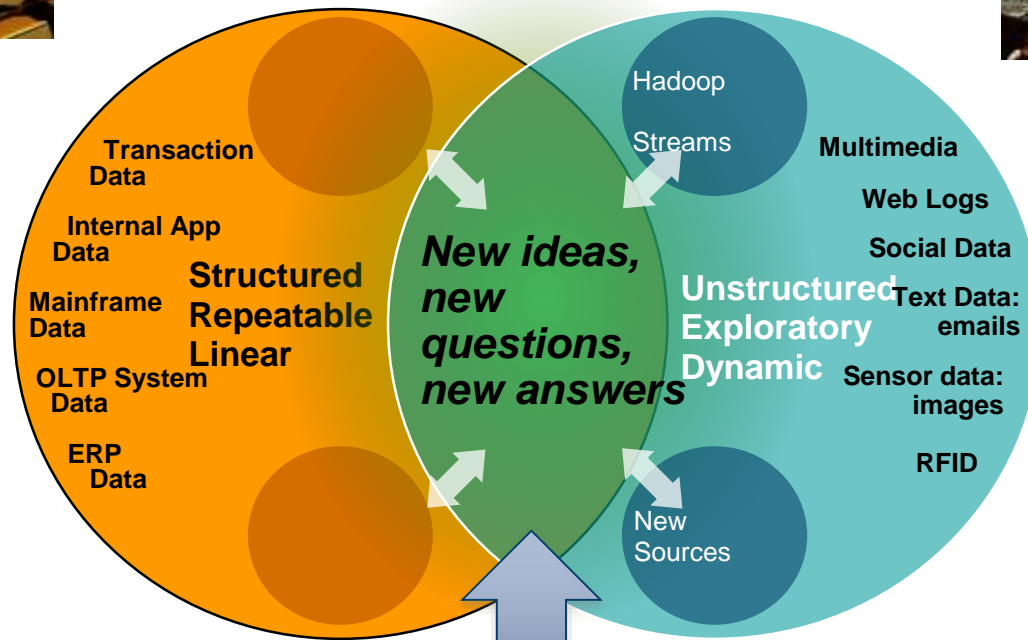 Transaction
Data
Internal App
Data
Mainframe
Data
OLTP System
Data
ERP
Data
Structured
Repeatable
Linear
New ideas,
new
questions,
new answers
Hadoop
Streams
Unstructured
Exploratory
Dynamic
New
Sources
Multimedia
Web Logs
Social Data
Text Data:
emails
Sensor data:
images
RFID